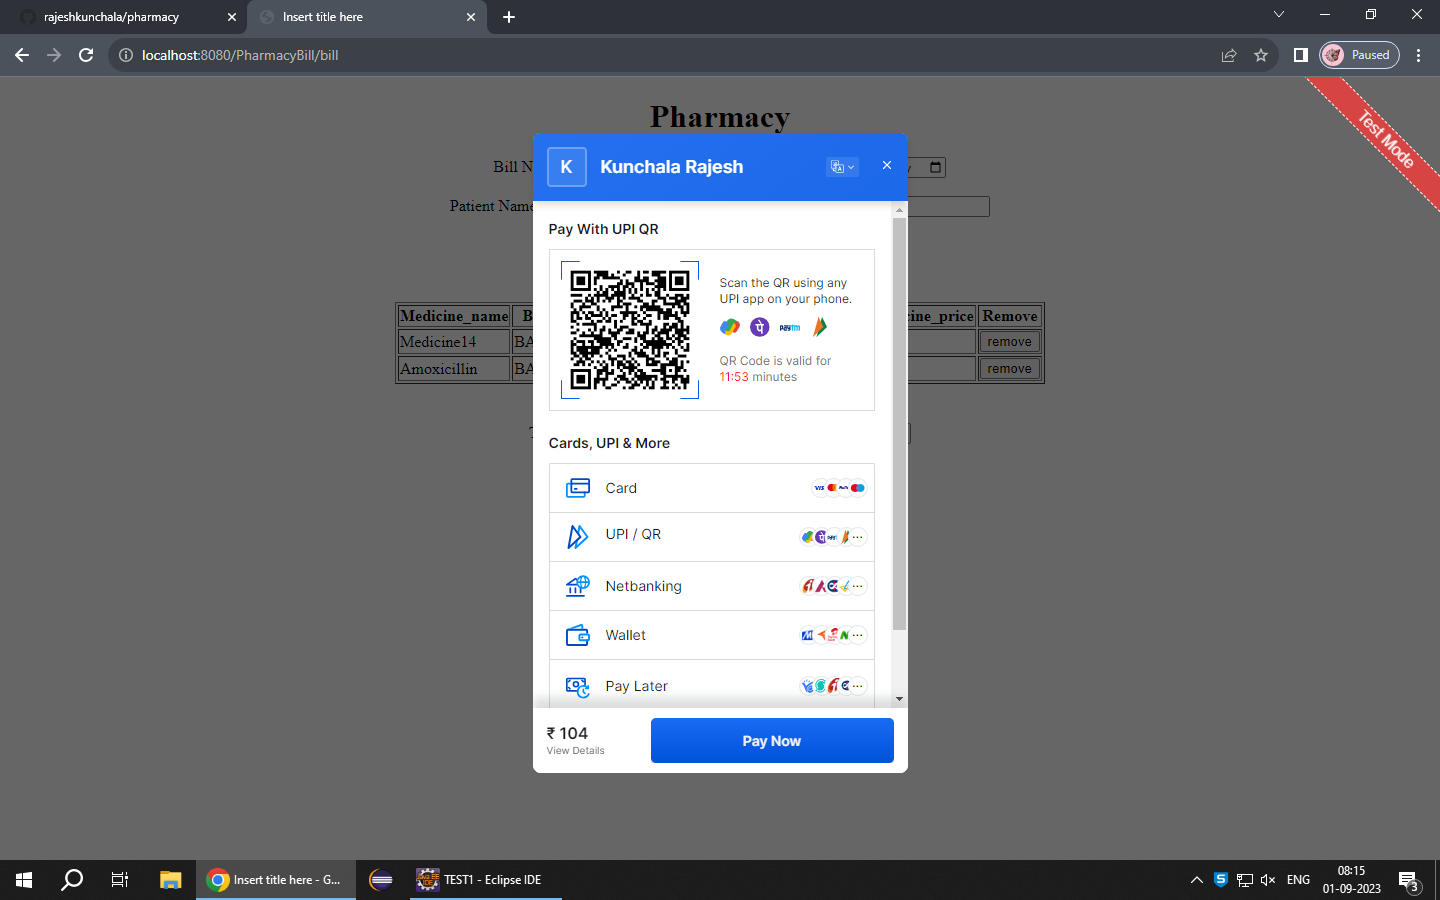 rajeshkunchala/pharmacy
Insert title here
localhost:8080/PharmacyBill/bill
Paused
Test Mode
Pharmacy
Bill N
Patient Name
K
Kunchala Rajesh
Pay With UPI QR
Scan the QR using any
UPI app on your phone.
QR Code is valid for
11:53 minutes
Medicine_name B cine_price Remove
Medicine14 BA remove
Amoxicillin BA remove
Cards, UPI & More
Card
UPI / QR
Netbanking
Wallet
Pay Later
₹ 104
View Details
Pay Now
Insert title here - G...
TEST1 - Eclipse IDE
ENG
08:15
01-09-2023
3